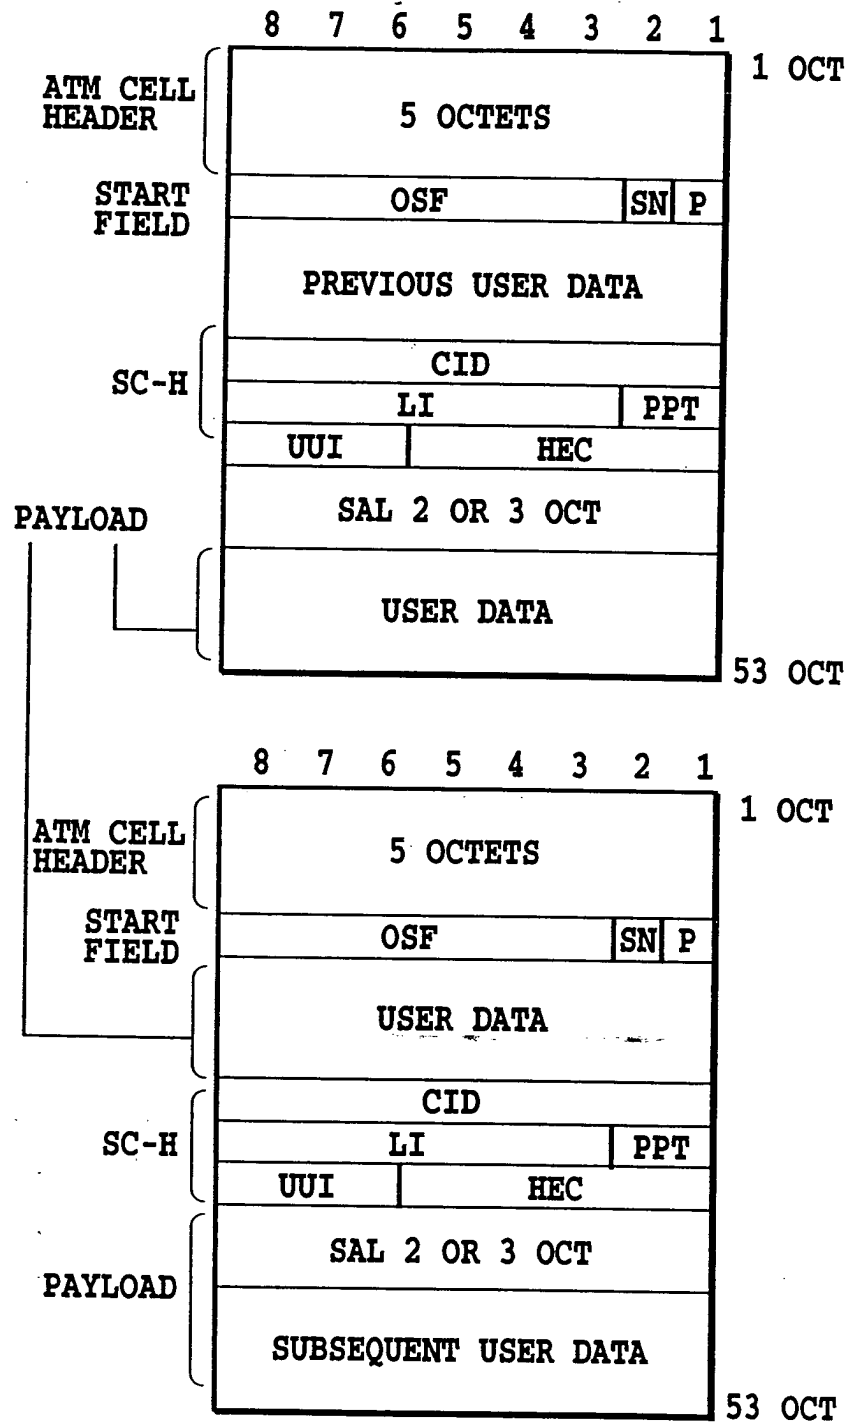 8 7 6 5 4 3 2 1
1 OCT
ATM CELL
HEADER
5 OCTETS
START
FIELD
OSF SN P
PREVIOUS USER DATA
SC-H
CID
LI PPT
UUI HEC
SAL 2 OR 3 OCT
PAYLOAD
USER DATA
53 OCT
8 7 6 5 4 3 2 1
1 OCT
ATM CELL
HEADER
5 OCTETS
START
FIELD
OSF SN P
USER DATA
CID
SC-H
LI PPT
UUI HEC
SAL 2 OR 3 OCT
PAYLOAD
SUBSEQUENT USER DATA
53 OCT